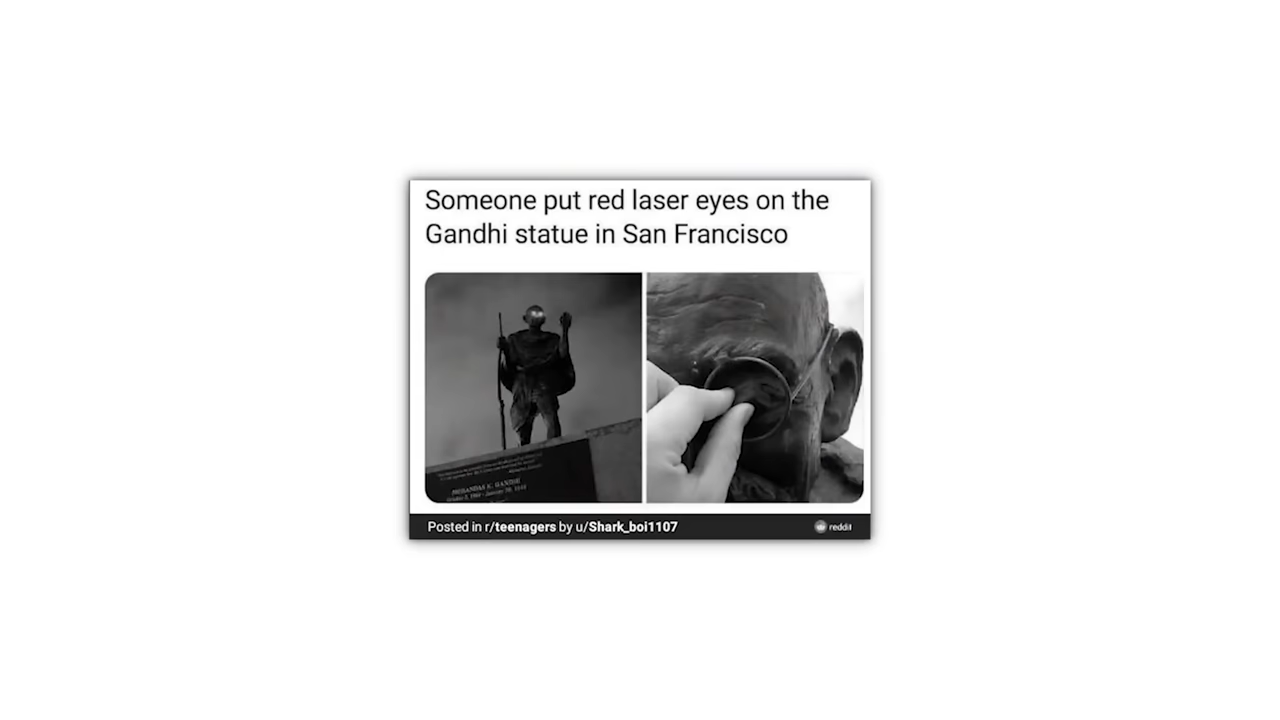 Someone put red laser eyes on the
Gandhi statue in San Francisco
MOHANDAS K. GANDHI
Posted in r/teenagers by u/Shark_boi1107
reddit